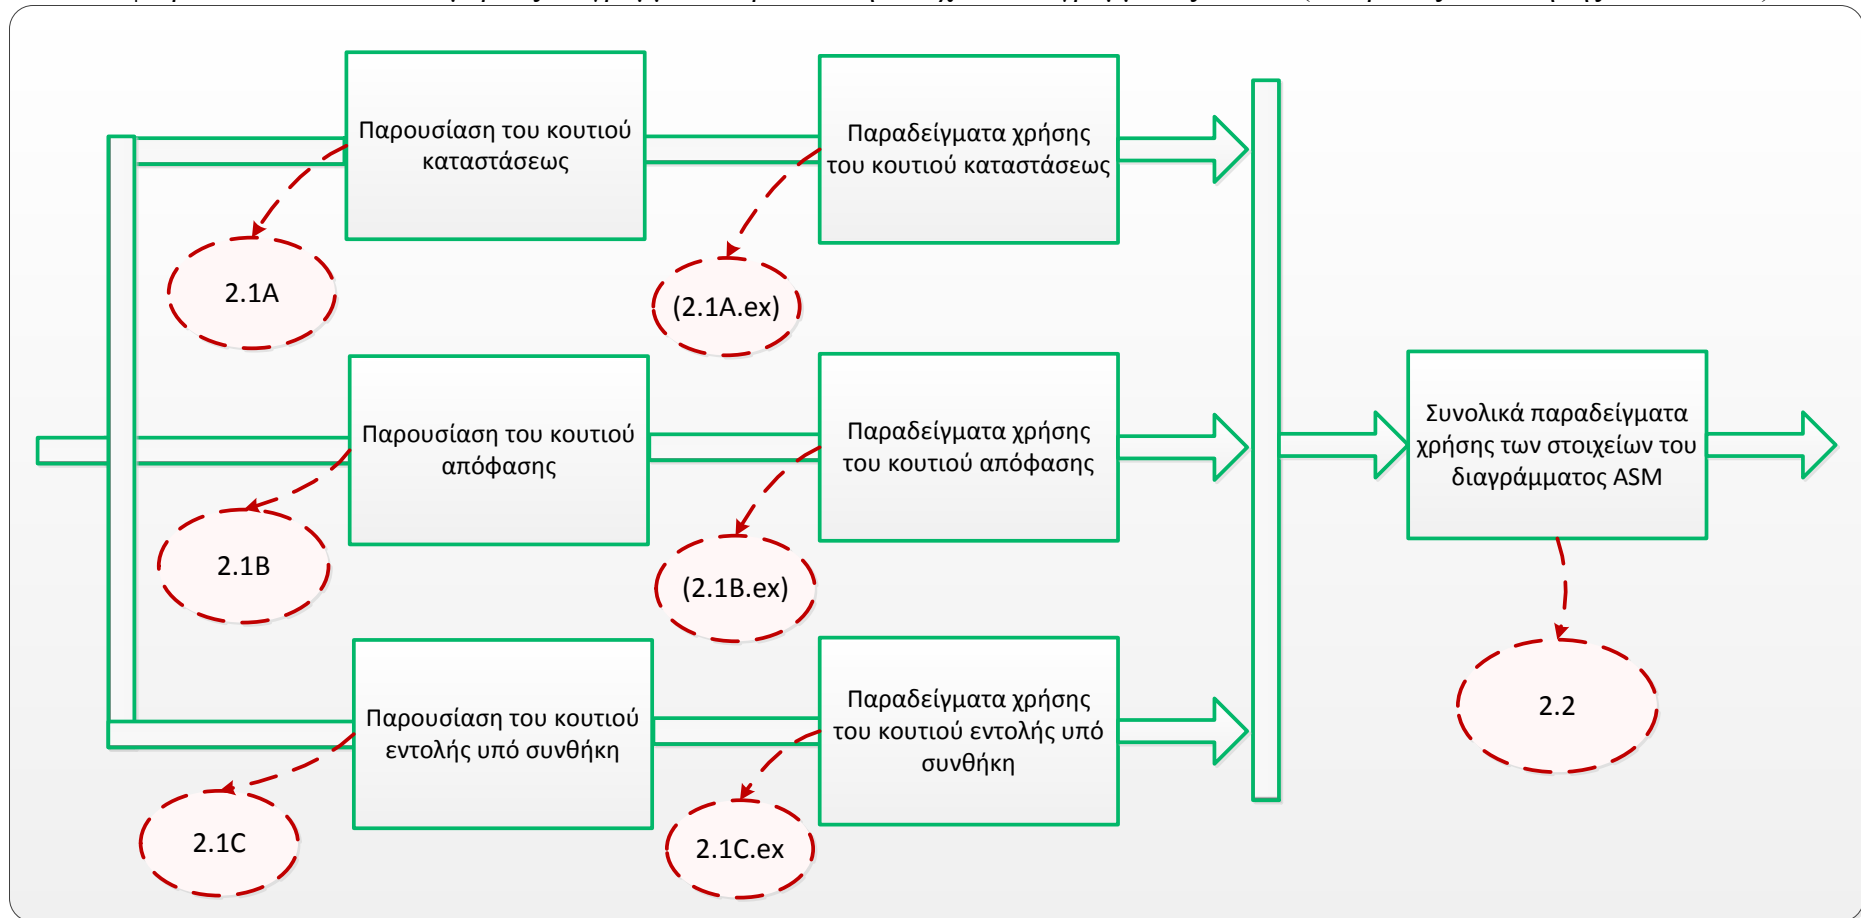 Παρουσίαση του κουτιού
καταστάσεως
Παραδείγματα χρήσης
του κουτιού καταστάσεως
2.1A
(2.1A.ex)
Παρουσίαση του κουτιού
απόφασης
Παραδείγματα χρήσης
του κουτιού απόφασης
Συνολικά παραδείγματα
χρήσης των στοιχείων του
διαγράμματος ASM
2.1B
(2.1B.ex)
Παρουσίαση του κουτιού
εντολής υπό συνθήκη
Παραδείγματα χρήσης
του κουτιού εντολής υπό
συνθήκη
2.2
2.1C
2.1C.ex